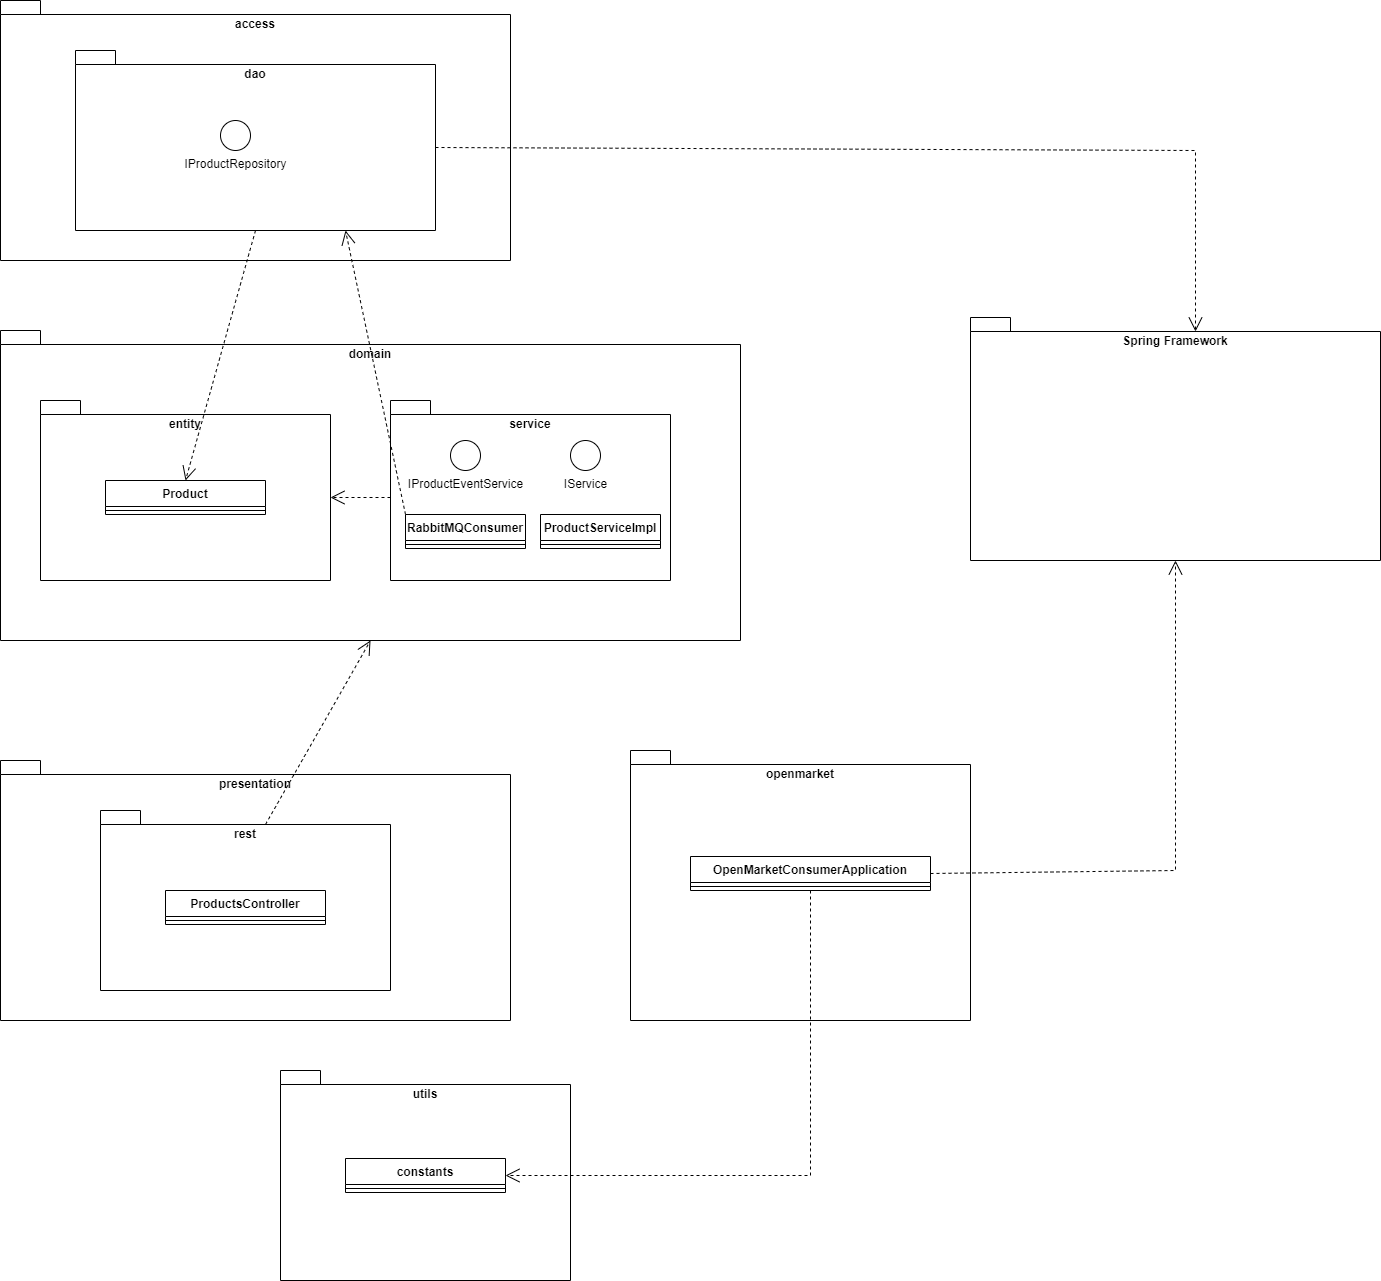 access
dao
IProductRepository
Spring Framework
domain
entity
service
IProductEventService
IService
Product
RabbitMQConsumer
ProductServiceImpl
presentation
openmarket
rest
OpenMarketConsumerApplication
ProductsController
utils
constants